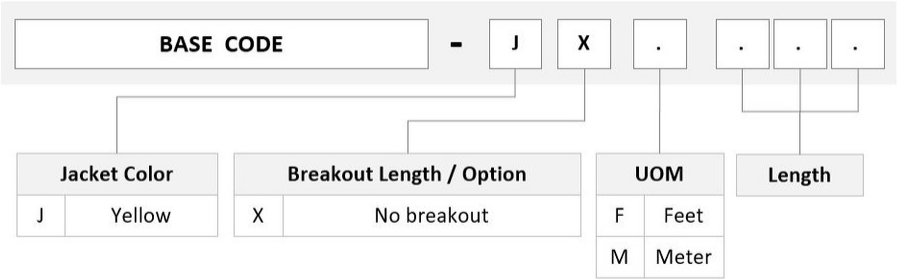 BASE CODE - J X . . . .
Jacket Color Breakout Length / Option UOM Length
J Yellow X No breakout F Feet
M Meter